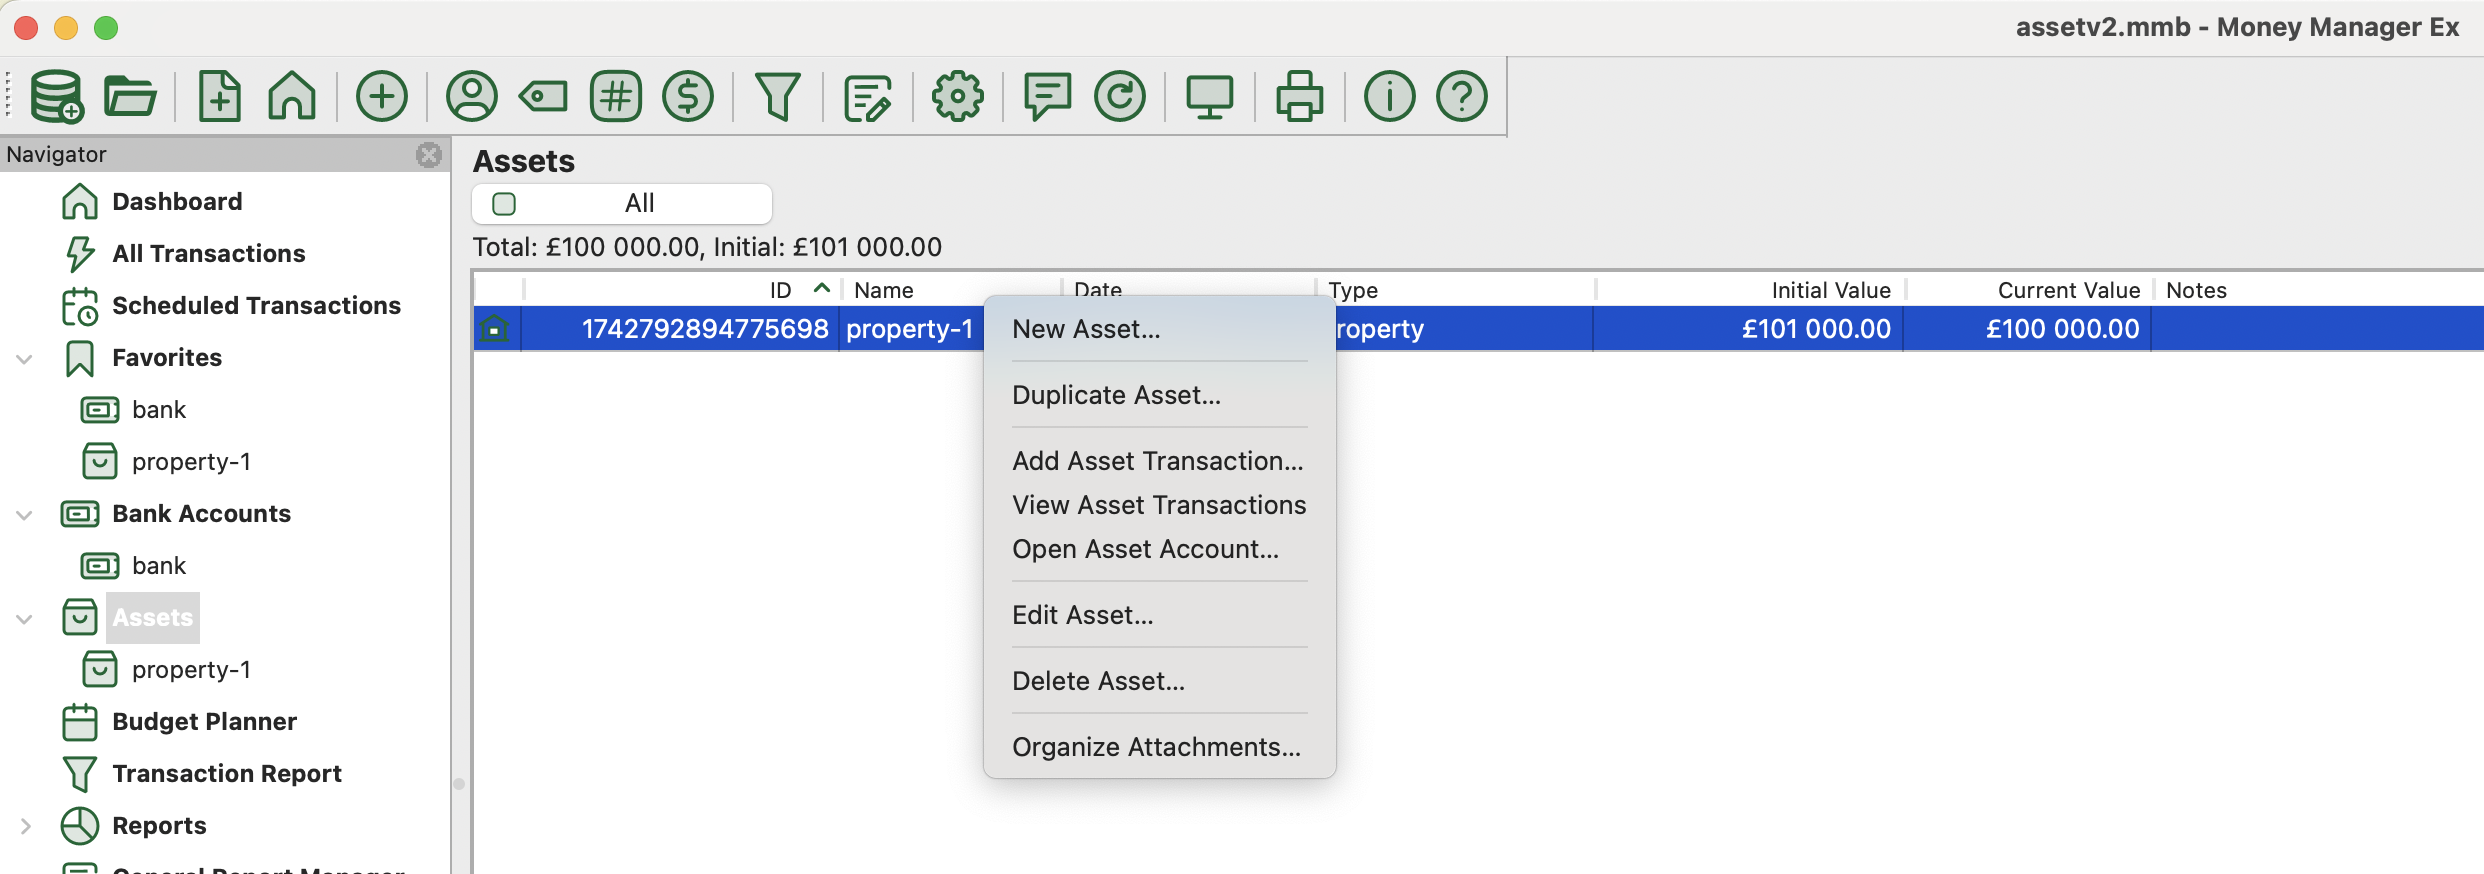 assetv2.mmb - Money Manager Ex
Navigator
Dashboard
All Transactions
Scheduled Transactions
Favorites
bank
property-1
Bank Accounts
bank
Assets
property-1
Budget Planner
Transaction Report
Reports
General Report Manager
Assets
All
Total: £100 000.00, Initial: £101 000.00
ID Name Date Type Initial Value Current Value Notes
1742792894775698 property-1 roperty £101 000.00 £100 000.00
New Asset...
Duplicate Asset...
Add Asset Transaction...
View Asset Transactions
Open Asset Account...
Edit Asset...
Delete Asset...
Organize Attachments...